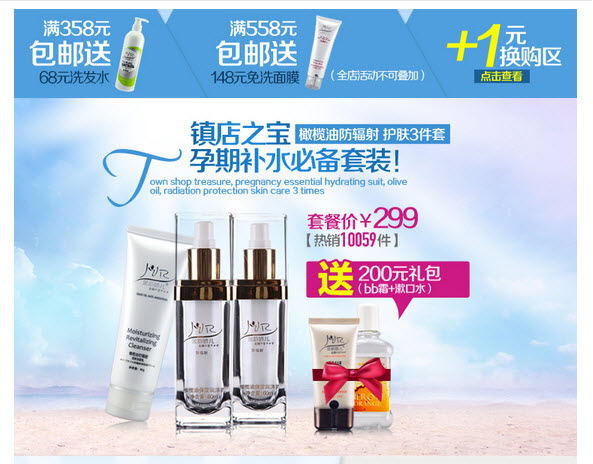 满358元
包邮送
68元洗发水
满558元
包邮送
148元免洗面膜
(全店活动不可叠加)
+1元
换购区
点击查看
镇店之宝 橄榄油防辐射 护肤3件套
孕期补水必备套装!
Town shop treasure, pregnancy essential hydrating suit, olive
oil, radiation protection skin care 3 times
套餐价¥299
【热销10059件】
送 200元礼包
(bb霜+漱口水)
Moisturizing
Revitalizing
Cleanser
ORANGE